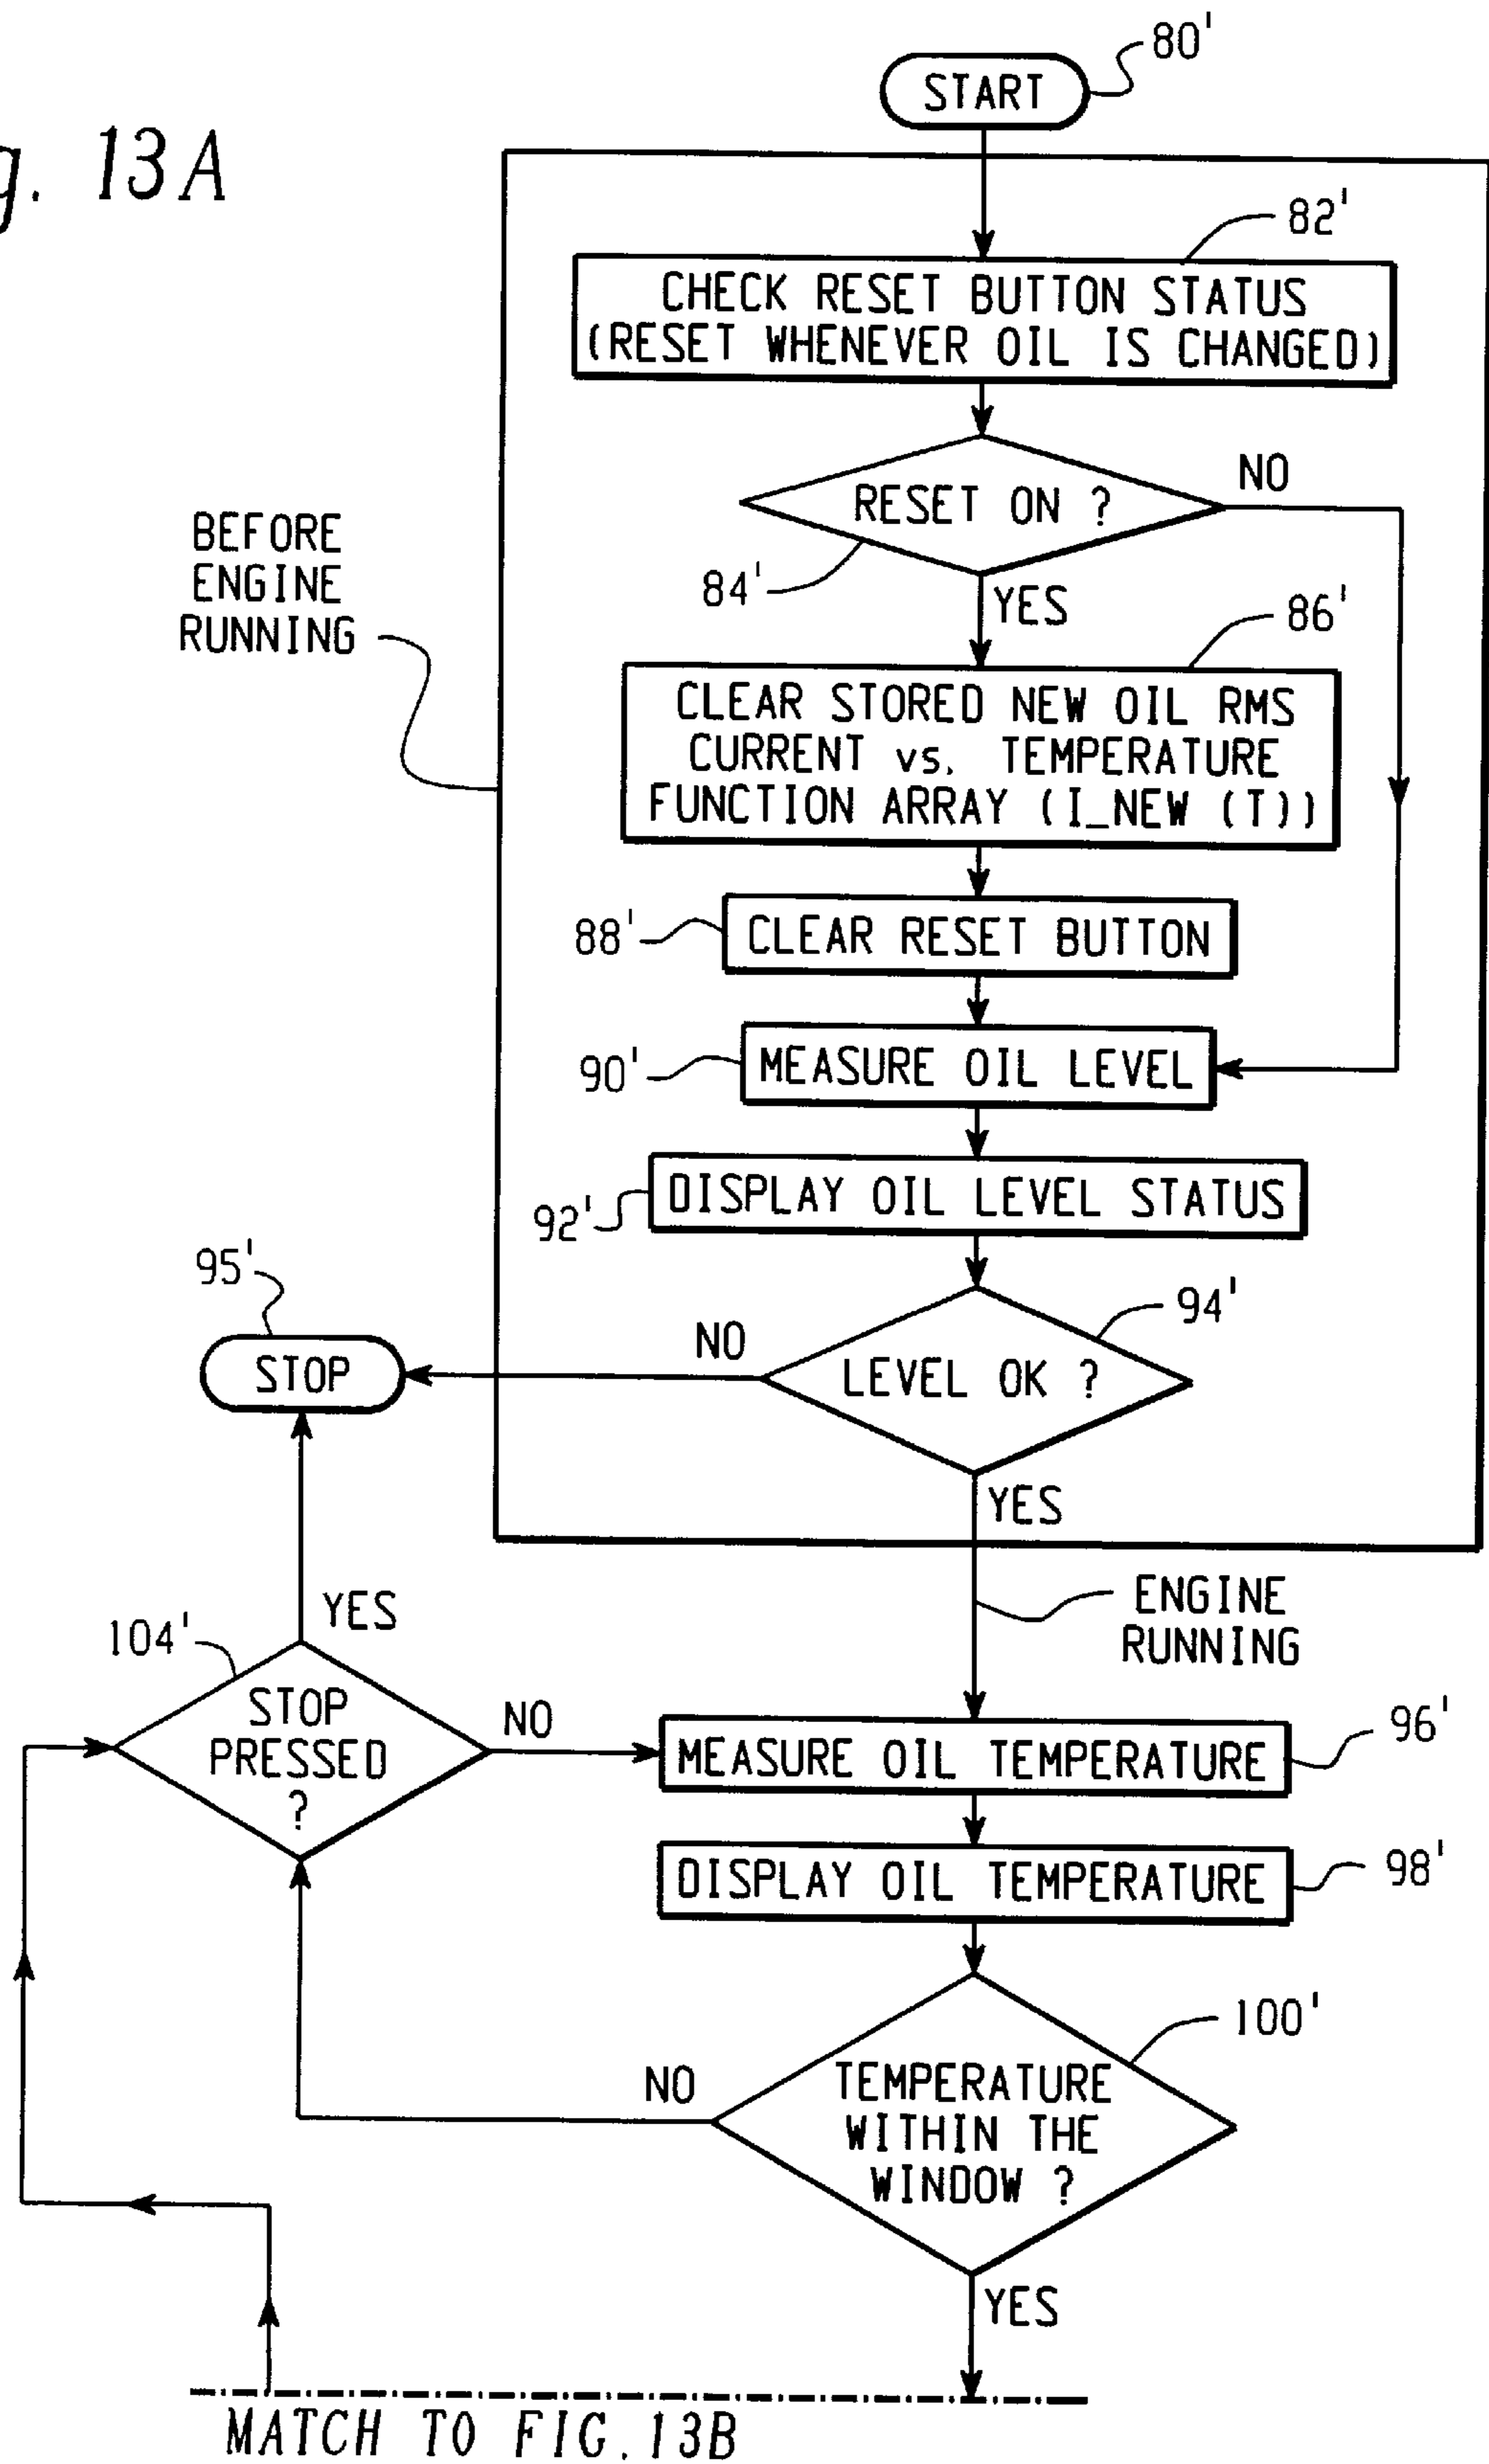 g. 13A
80'
START
82'
CHECK RESET BUTTON STATUS
(RESET WHENEVER OIL IS CHANGED)
RESET ON ?
NO
84'
YES
BEFORE
ENGINE
RUNNING
86'
CLEAR STORED NEW OIL RMS
CURRENT vs. TEMPERATURE
FUNCTION ARRAY (I_NEW (T))
88'
CLEAR RESET BUTTON
90'
MEASURE OIL LEVEL
92'
DISPLAY OIL LEVEL STATUS
94'
95'
STOP
NO
LEVEL OK ?
YES
ENGINE
RUNNING
104'
YES
STOP
PRESSED
?
NO
96'
MEASURE OIL TEMPERATURE
98'
DISPLAY OIL TEMPERATURE
100'
NO
TEMPERATURE
WITHIN THE
WINDOW ?
YES
MATCH TO FIG. 13B